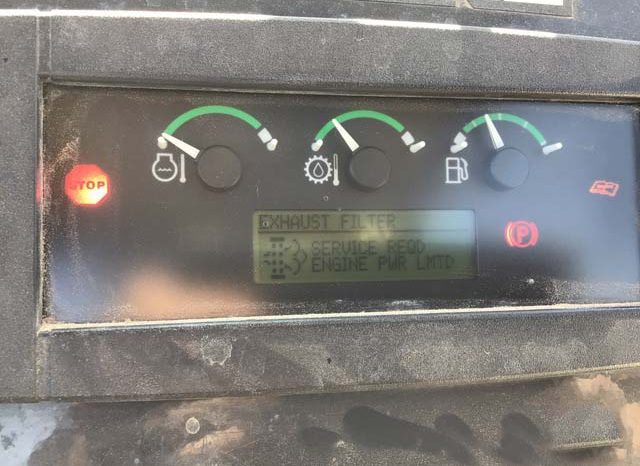 STOP
EXHAUST FILTER
SERVICE REQD
ENGINE PWR LMTD
P